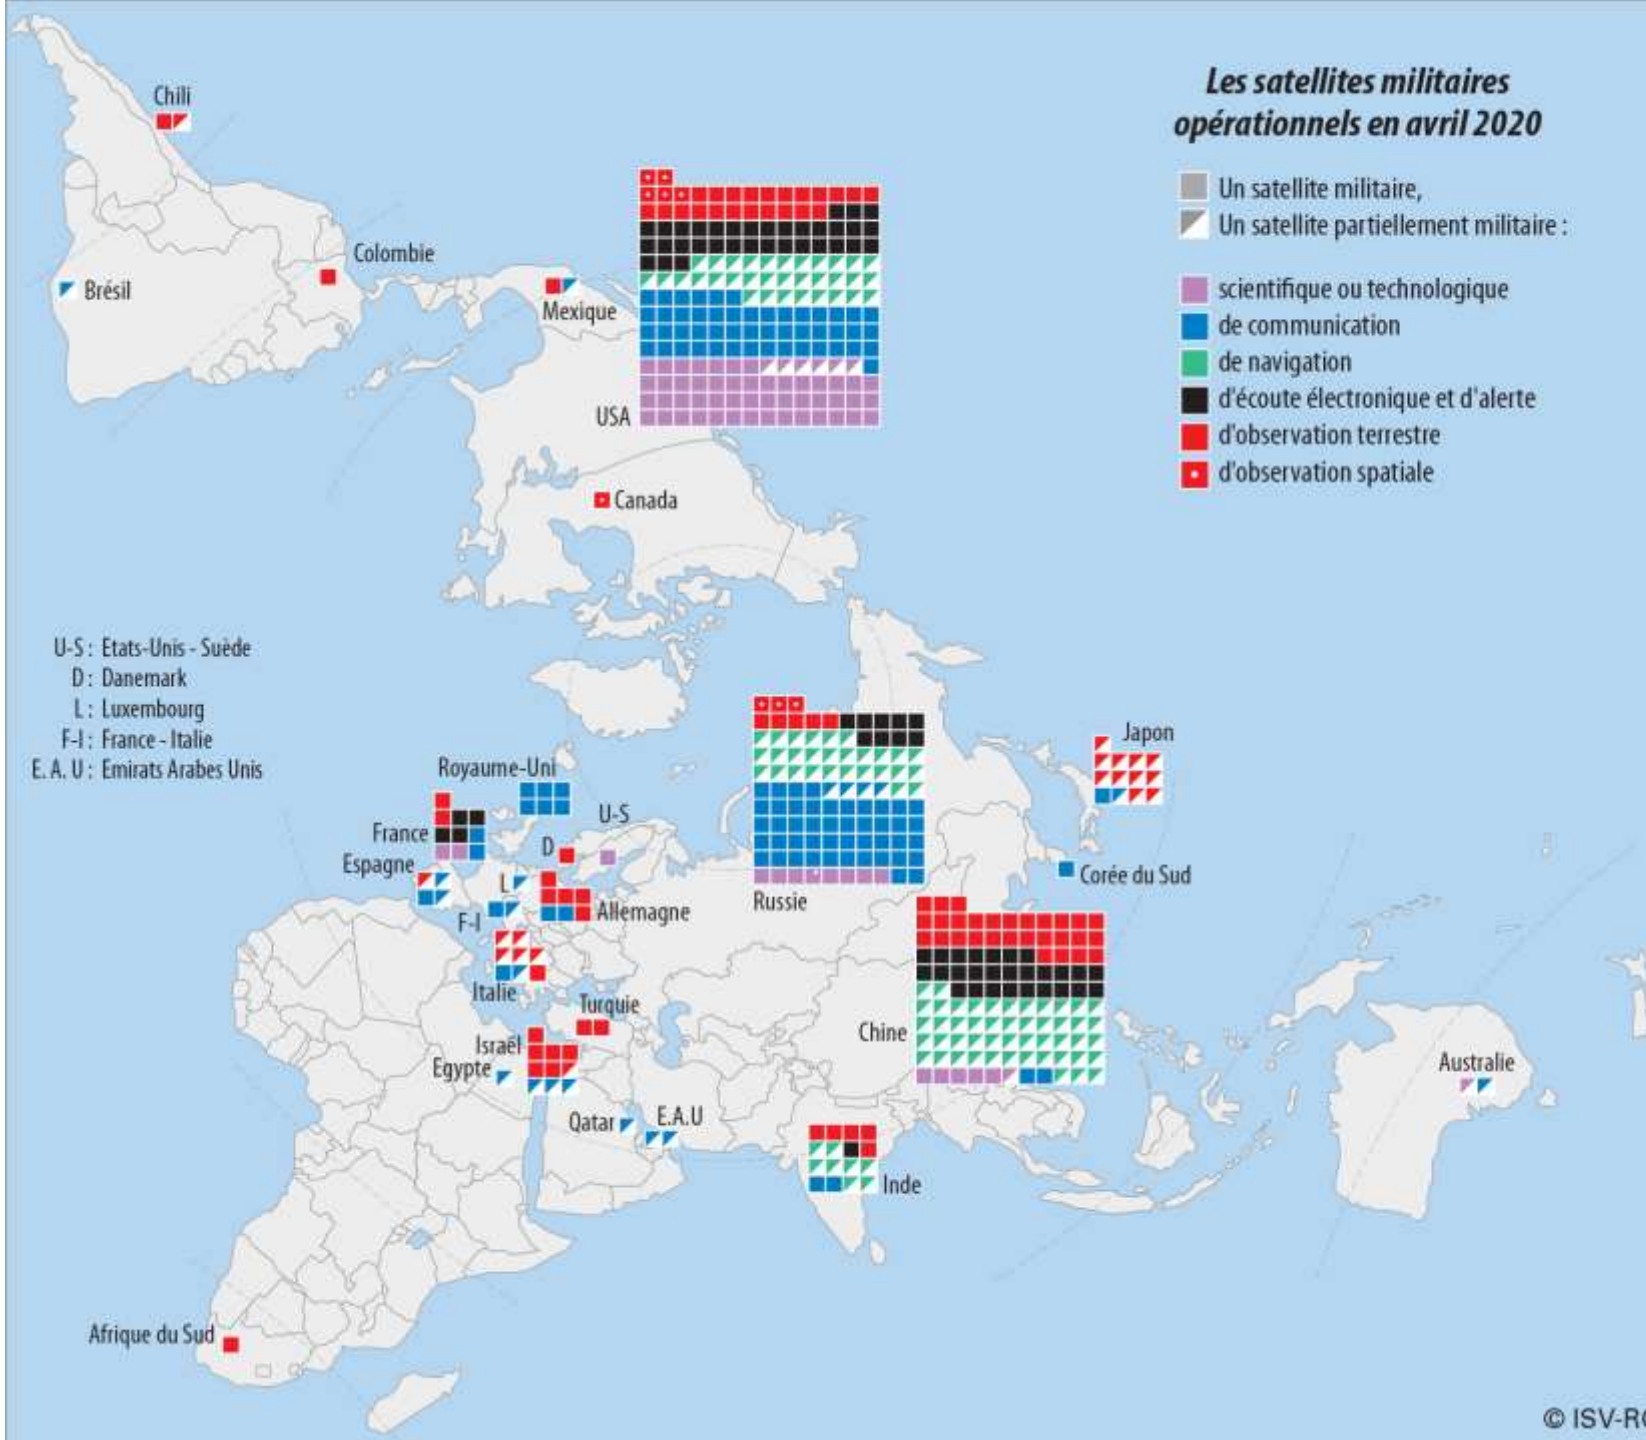 Les satellites militaires
opérationnels en avril 2020
Un satellite militaire,
Un satellite partiellement militaire :
scientifique ou technologique
de communication
de navigation
d'écoute électronique et d'alerte
d'observation terrestre
d'observation spatiale
Chili
Colombie
Brésil
Mexique
USA
Canada
U-S : Etats-Unis - Suède
D : Danemark
L : Luxembourg
F-I : France - Italie
E. A. U : Emirats Arabes Unis
Japon
Royaume-Uni
U-S
France
D
Espagne
L
Corée du Sud
Russie
Allemagne
F-I
Italie
Turquie
Chine
Israël
Egypte
Australie
Qatar
E.A.U
Inde
Afrique du Sud
© ISV-R